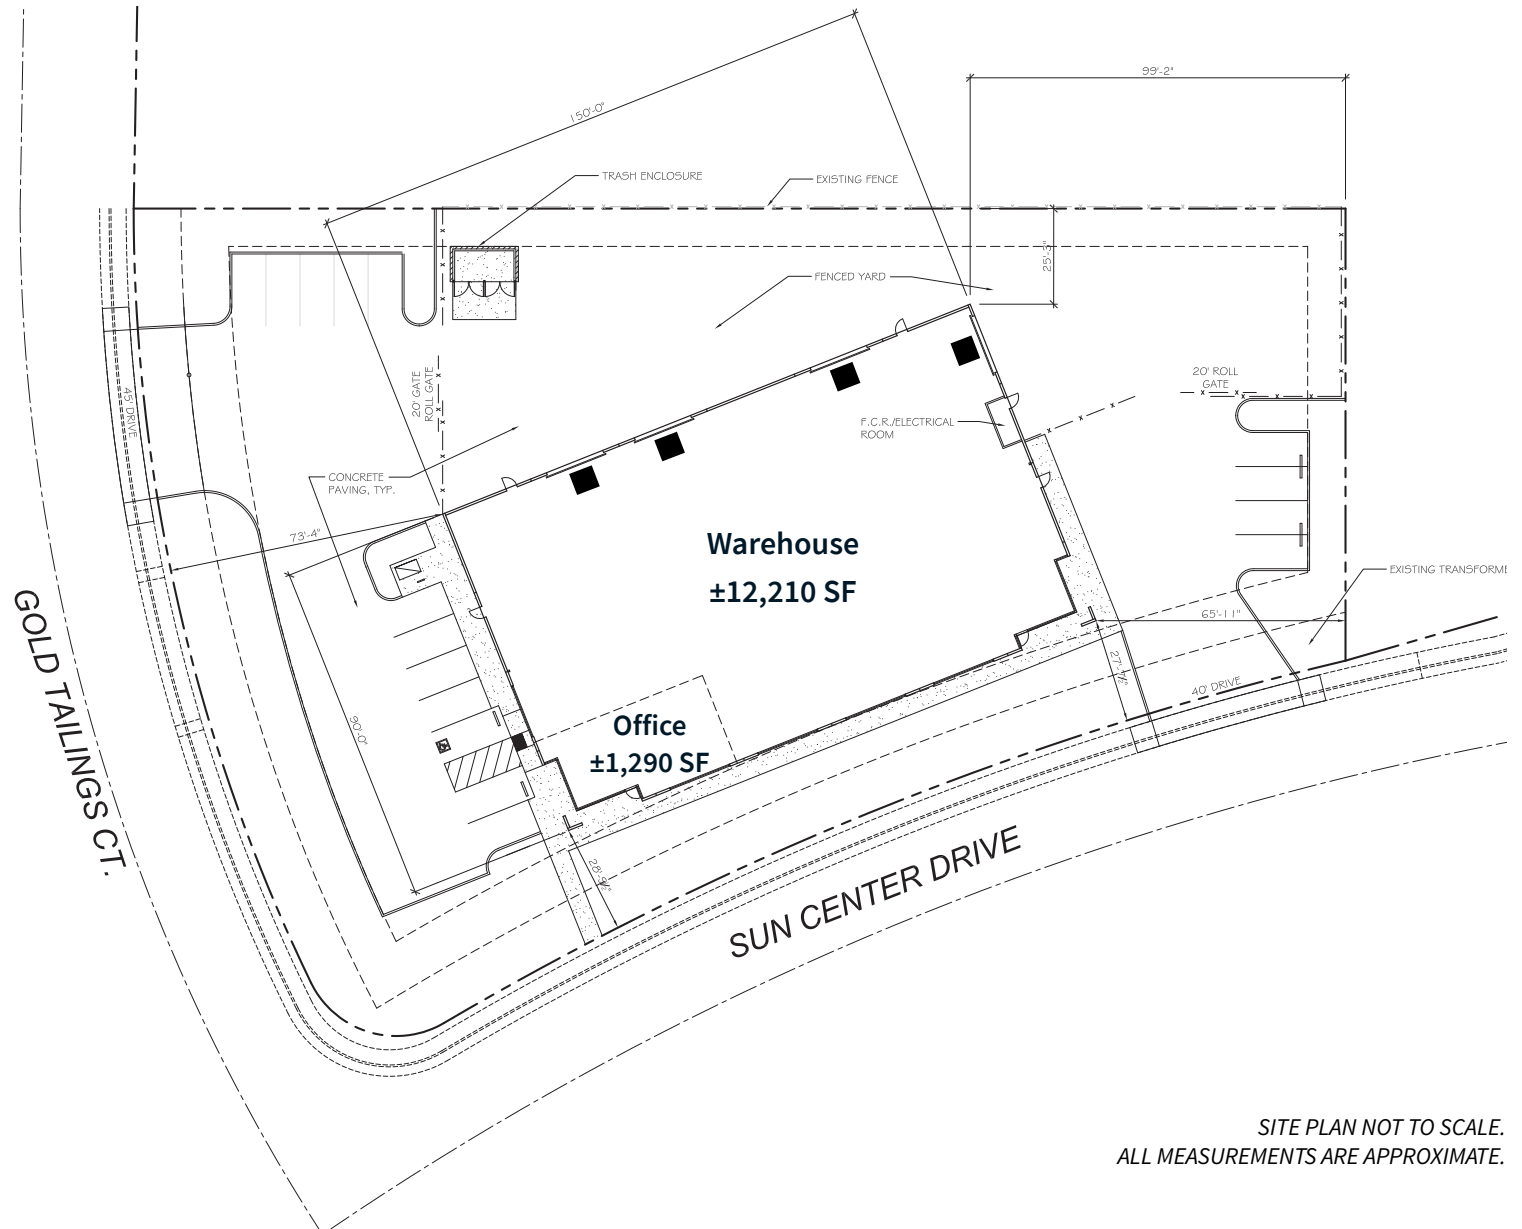 99'-2"
150'-0"
TRASH ENCLOSURE
EXISTING FENCE
25'-3"
FENCED YARD
20' GATE
ROLL GATE
20' ROLL
GATE
45' DRIVE
F.C.R./ELECTRICAL
ROOM
CONCRETE
PAVING, TYP.
73'-4"
Warehouse
±12,210 SF
EXISTING TRANSFORME
65'-11"
GOLD TAILINGS CT.
40' DRIVE
90'-0"
Office
±1,290 SF
SUN CENTER DRIVE
SITE PLAN NOT TO SCALE.
ALL MEASUREMENTS ARE APPROXIMATE.